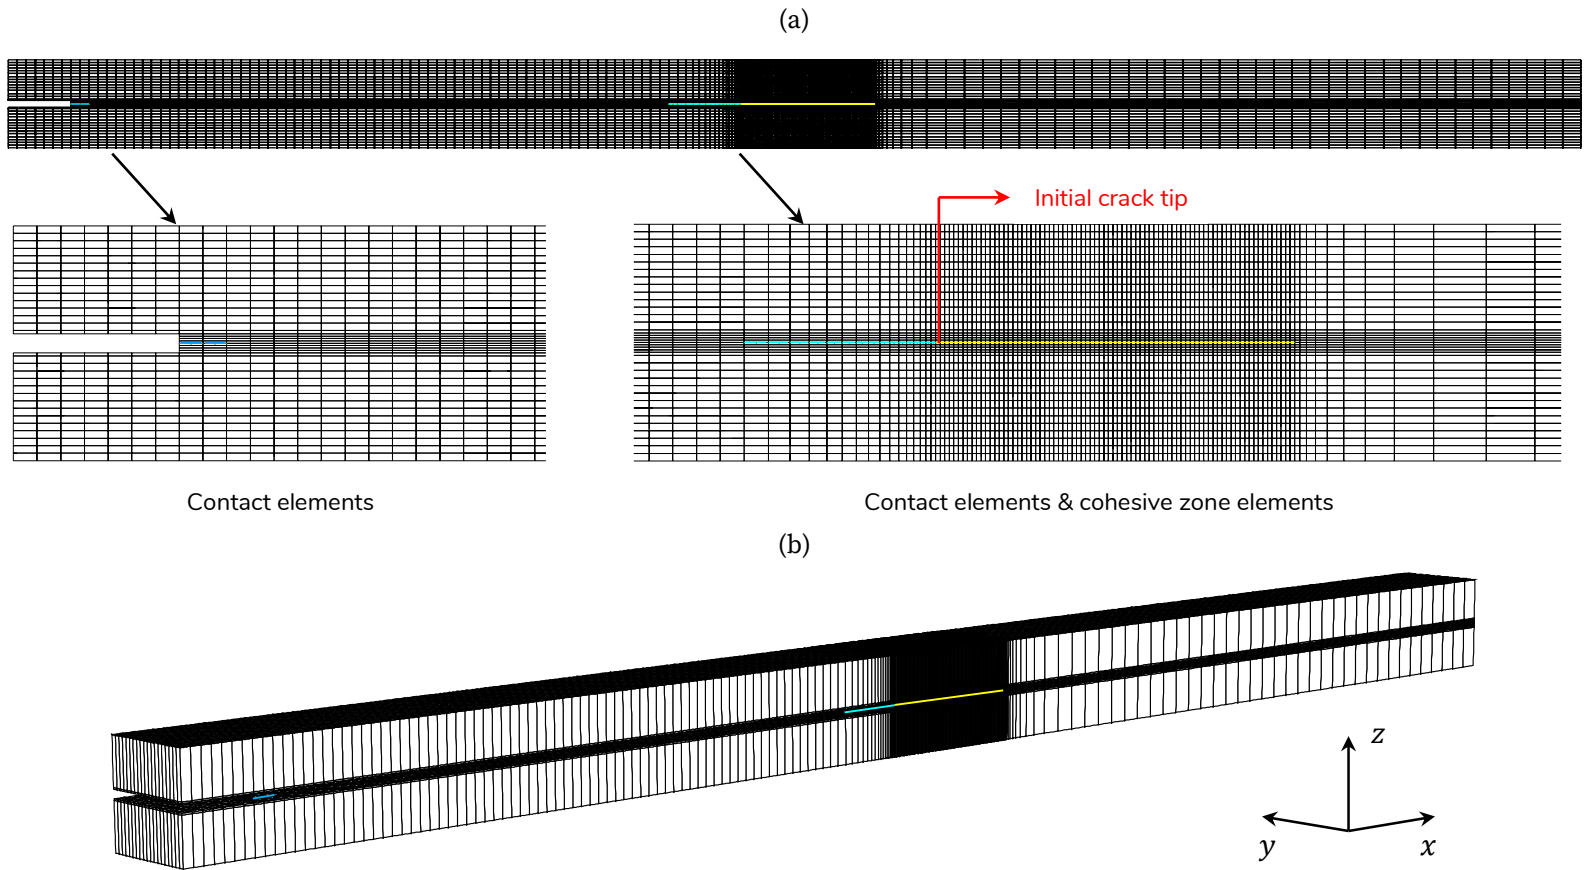 (a)
Initial crack tip
Contact elements
Contact elements & cohesive zone elements
(b)
z
y
x